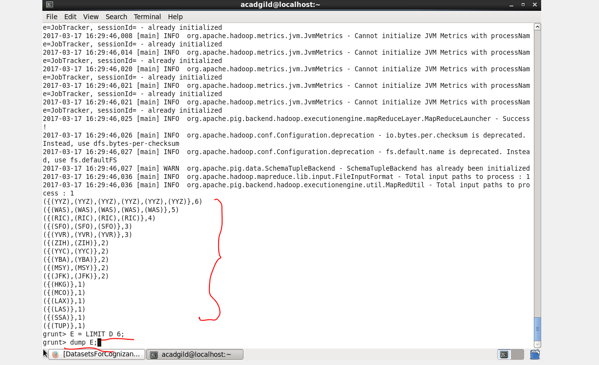 acadgild@localhost:~
File Edit View Search Terminal Help
e=JobTracker, sessionId= - already initialized
2017-03-17 16:29:46,008 [main] INFO  org.apache.hadoop.metrics.jvm.JvmMetrics - Cannot initialize JVM Metrics with processNam
e=JobTracker, sessionId= - already initialized
2017-03-17 16:29:46,014 [main] INFO  org.apache.hadoop.metrics.jvm.JvmMetrics - Cannot initialize JVM Metrics with processNam
e=JobTracker, sessionId= - already initialized
2017-03-17 16:29:46,020 [main] INFO  org.apache.hadoop.metrics.jvm.JvmMetrics - Cannot initialize JVM Metrics with processNam
e=JobTracker, sessionId= - already initialized
2017-03-17 16:29:46,021 [main] INFO  org.apache.hadoop.metrics.jvm.JvmMetrics - Cannot initialize JVM Metrics with processNam
e=JobTracker, sessionId= - already initialized
2017-03-17 16:29:46,021 [main] INFO  org.apache.hadoop.metrics.jvm.JvmMetrics - Cannot initialize JVM Metrics with processNam
e=JobTracker, sessionId= - already initialized
2017-03-17 16:29:46,025 [main] INFO  org.apache.pig.backend.hadoop.executionengine.mapReduceLayer.MapReduceLauncher - Success
!
2017-03-17 16:29:46,026 [main] INFO  org.apache.hadoop.conf.Configuration.deprecation - io.bytes.per.checksum is deprecated.
Instead, use dfs.bytes-per-checksum
2017-03-17 16:29:46,027 [main] INFO  org.apache.hadoop.conf.Configuration.deprecation - fs.default.name is deprecated. Instea
d, use fs.defaultFS
2017-03-17 16:29:46,027 [main] WARN  org.apache.pig.data.SchemaTupleBackend - SchemaTupleBackend has already been initialized
2017-03-17 16:29:46,036 [main] INFO  org.apache.hadoop.mapreduce.lib.input.FileInputFormat - Total input paths to process : 1
2017-03-17 16:29:46,036 [main] INFO  org.apache.pig.backend.hadoop.executionengine.util.MapRedUtil - Total input paths to pro
cess : 1
({(YYZ),(YYZ),(YYZ),(YYZ),(YYZ),(YYZ)},6)
({(WAS),(WAS),(WAS),(WAS),(WAS)},5)
({(RIC),(RIC),(RIC),(RIC)},4)
({(SFO),(SFO),(SFO)},3)
({(YVR),(YVR),(YVR)},3)
({(ZIH),(ZIH)},2)
({(YYC),(YYC)},2)
({(YBA),(YBA)},2)
({(MSY),(MSY)},2)
({(JFK),(JFK)},2)
({(HKG)},1)
({(MCO)},1)
({(LAX)},1)
({(LAS)},1)
({(SSA)},1)
({(TUP)},1)
grunt> E = LIMIT D 6;
grunt> dump E;
[DatasetsForCognizan... acadgild@localhost:~